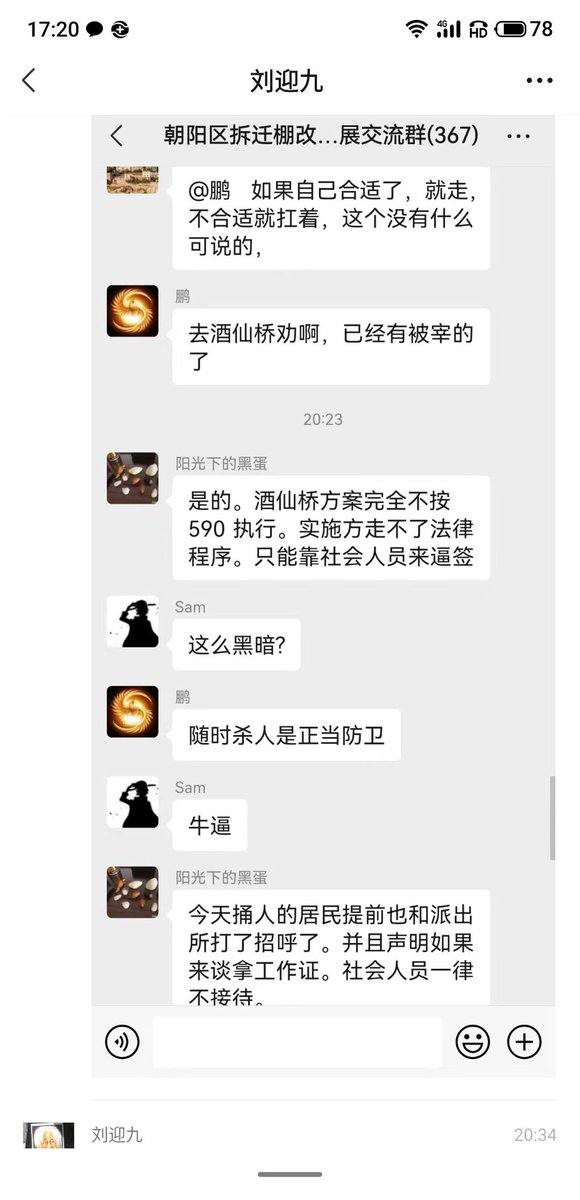 17:20
4G HD 78
刘迎九
朝阳区拆迁棚改...展交流群(367)
@鹏 如果自己合适了，就走，
不合适就扛着，这个没有什么
可说的，
鹏
去酒仙桥劝啊，已经有被宰的
了
20:23
阳光下的黑蛋
是的。酒仙桥方案完全不按
590 执行。实施方走不了法律
程序。只能靠社会人员来逼签
Sam
这么黑暗?
鹏
随时杀人是正当防卫
Sam
牛逼
阳光下的黑蛋
今天捅人的居民提前也和派出
所打了招呼了。并且声明如果
来谈拿工作证。社会人员一律
不接待。
刘迎九
20:34